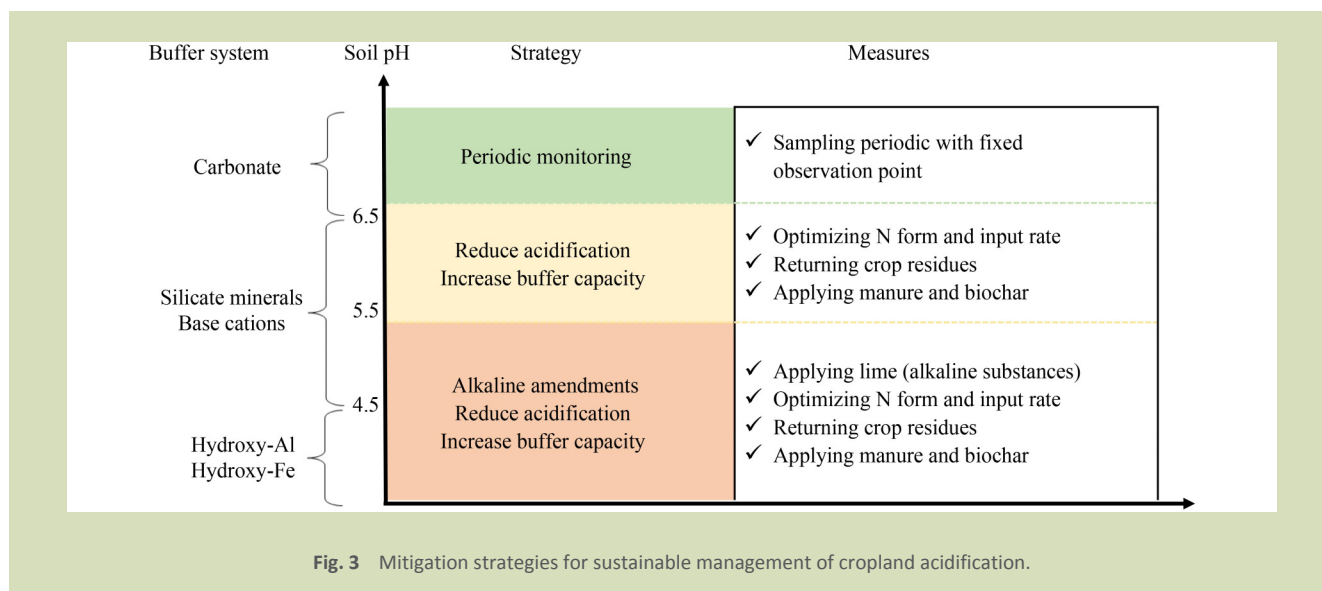 Buffer system Soil pH Strategy Measures
Carbonate
Periodic monitoring
✓ Sampling periodic with fixed
observation point
6.5
Silicate minerals
Base cations
5.5
Reduce acidification
Increase buffer capacity
✓ Optimizing N form and input rate
✓ Returning crop residues
✓ Applying manure and biochar
4.5
Hydroxy-Al
Hydroxy-Fe
Alkaline amendments
Reduce acidification
Increase buffer capacity
✓ Applying lime (alkaline substances)
✓ Optimizing N form and input rate
✓ Returning crop residues
✓ Applying manure and biochar
Fig. 3 Mitigation strategies for sustainable management of cropland acidification.